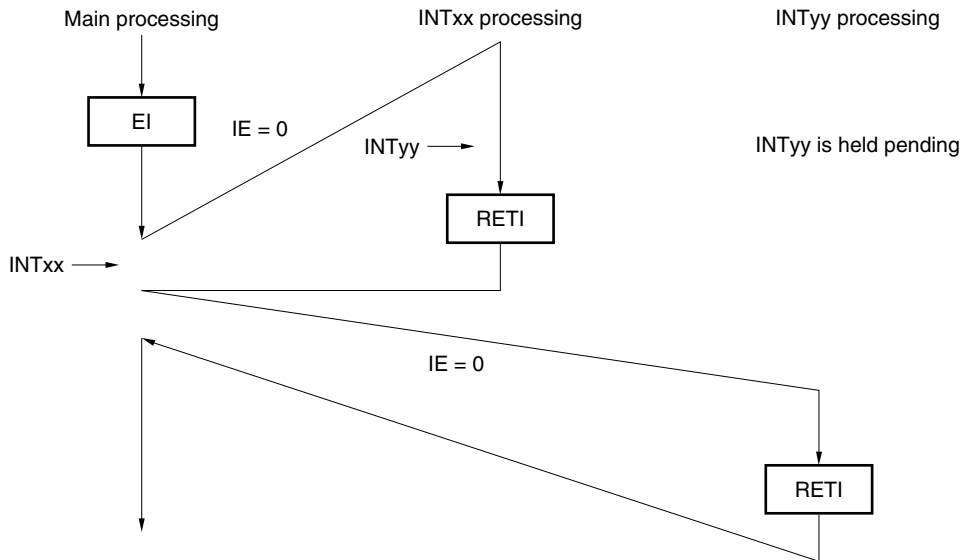 Main processing
INTxx processing
INTyy processing
EI
IE = 0
INTyy
INTyy is held pending
RETI
INTxx
IE = 0
RETI